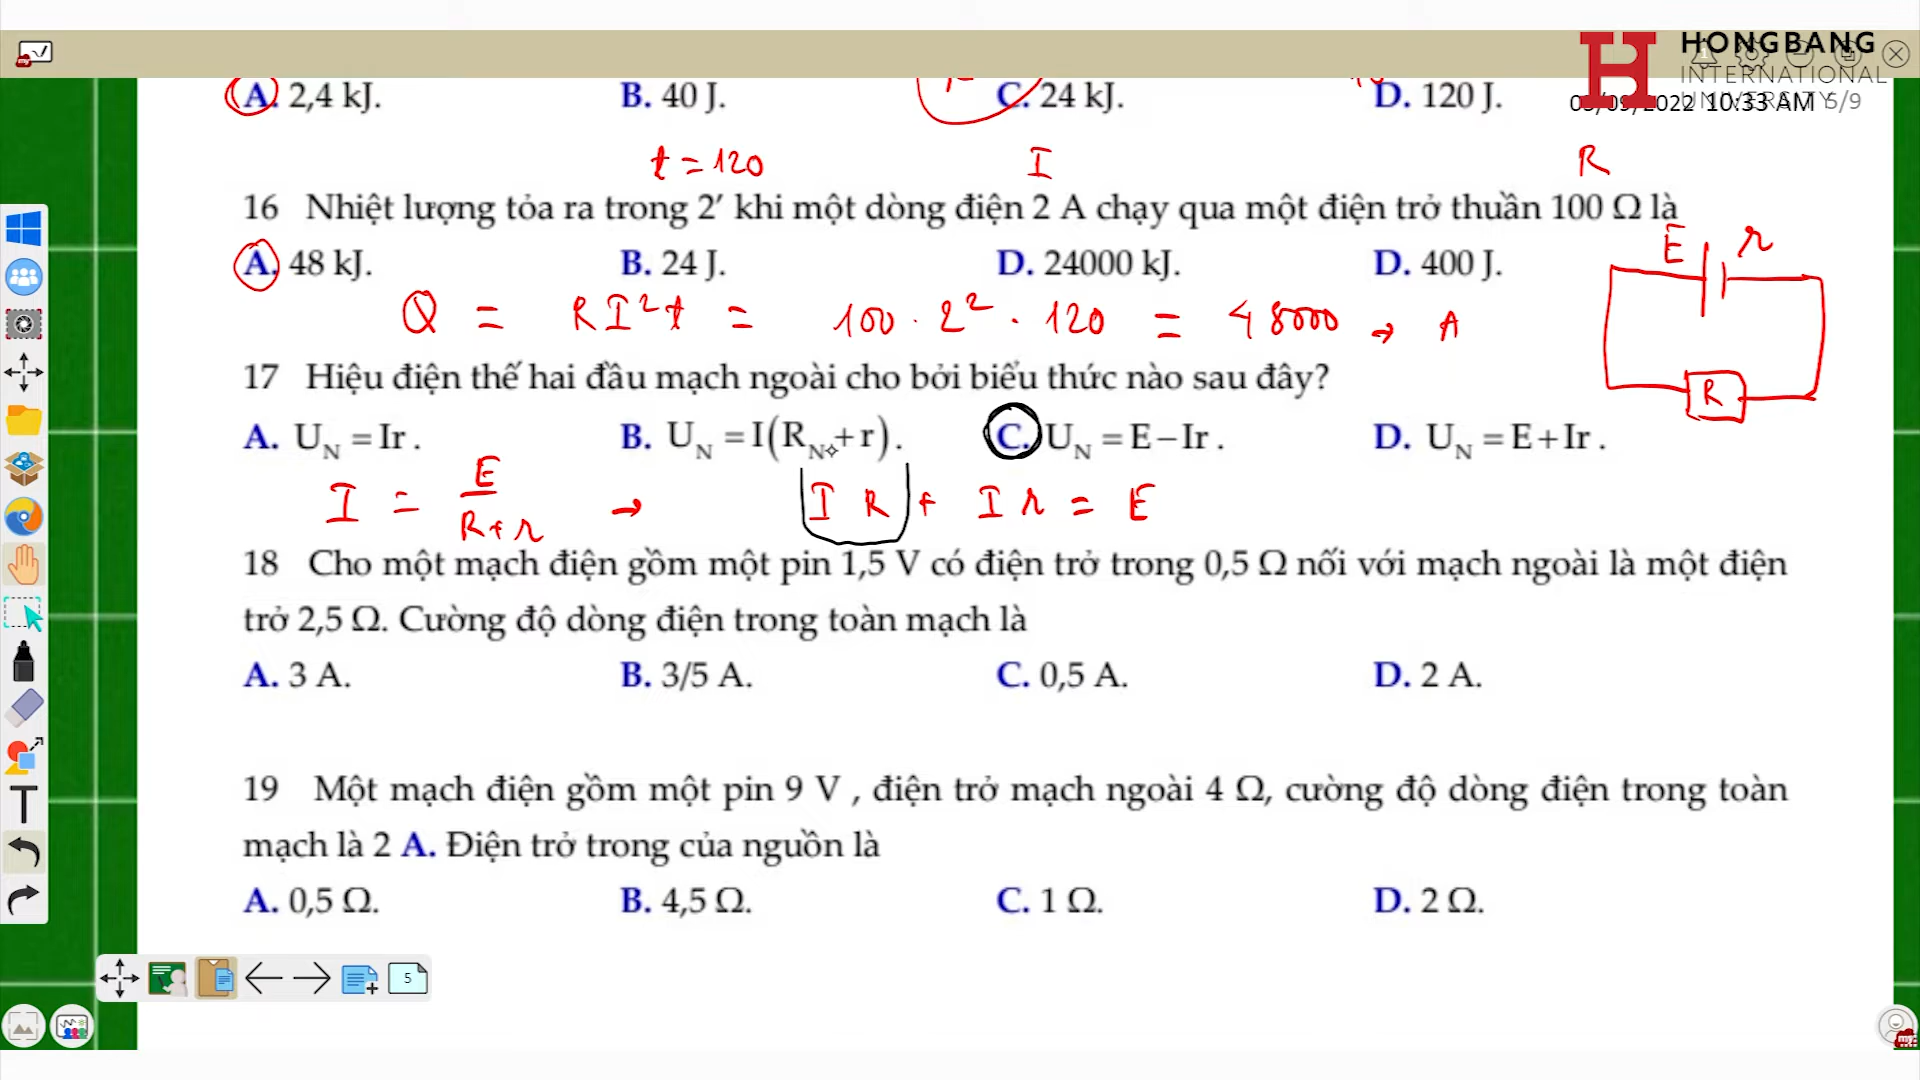 HONGBANG
INTERNATIONAL
UNIVERSITY
10:33 AM 5/9
A. 2,4 kJ. B. 40 J. C. 24 kJ. D. 120 J.
t = 120 I R
16 Nhiệt lượng tỏa ra trong 2′ khi một dòng điện 2 A chạy qua một điện trở thuần 100 Ω là
A. 48 kJ. B. 24 J. D. 24000 kJ. D. 400 J.
E r
Q = RI²t = 100 . 2² . 120 = 48000 → A
R
17 Hiệu điện thế hai đầu mạch ngoài cho bởi biểu thức nào sau đây?
A. U_N = Ir . B. U_N = I(R_N + r) . C. U_N = E − Ir . D. U_N = E + Ir .
I = E/(R+r) → I R + I r = E
18 Cho một mạch điện gồm một pin 1,5 V có điện trở trong 0,5 Ω nối với mạch ngoài là một điện
trở 2,5 Ω. Cường độ dòng điện trong toàn mạch là
A. 3 A. B. 3/5 A. C. 0,5 A. D. 2 A.
19 Một mạch điện gồm một pin 9 V , điện trở mạch ngoài 4 Ω, cường độ dòng điện trong toàn
mạch là 2 A. Điện trở trong của nguồn là
A. 0,5 Ω. B. 4,5 Ω. C. 1 Ω. D. 2 Ω.
5